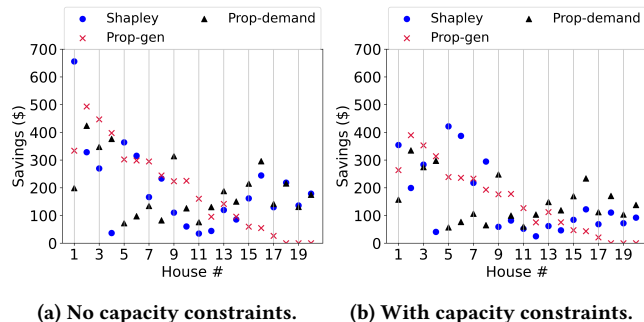 Shapley Prop-demand
Prop-gen
700
600
500
400
300
200
100
0
Savings ($)
1 3 5 7 9 11 13 15 17 19
House #
(a) No capacity constraints.
Shapley Prop-demand
Prop-gen
700
600
500
400
300
200
100
0
Savings ($)
1 3 5 7 9 11 13 15 17 19
House #
(b) With capacity constraints.